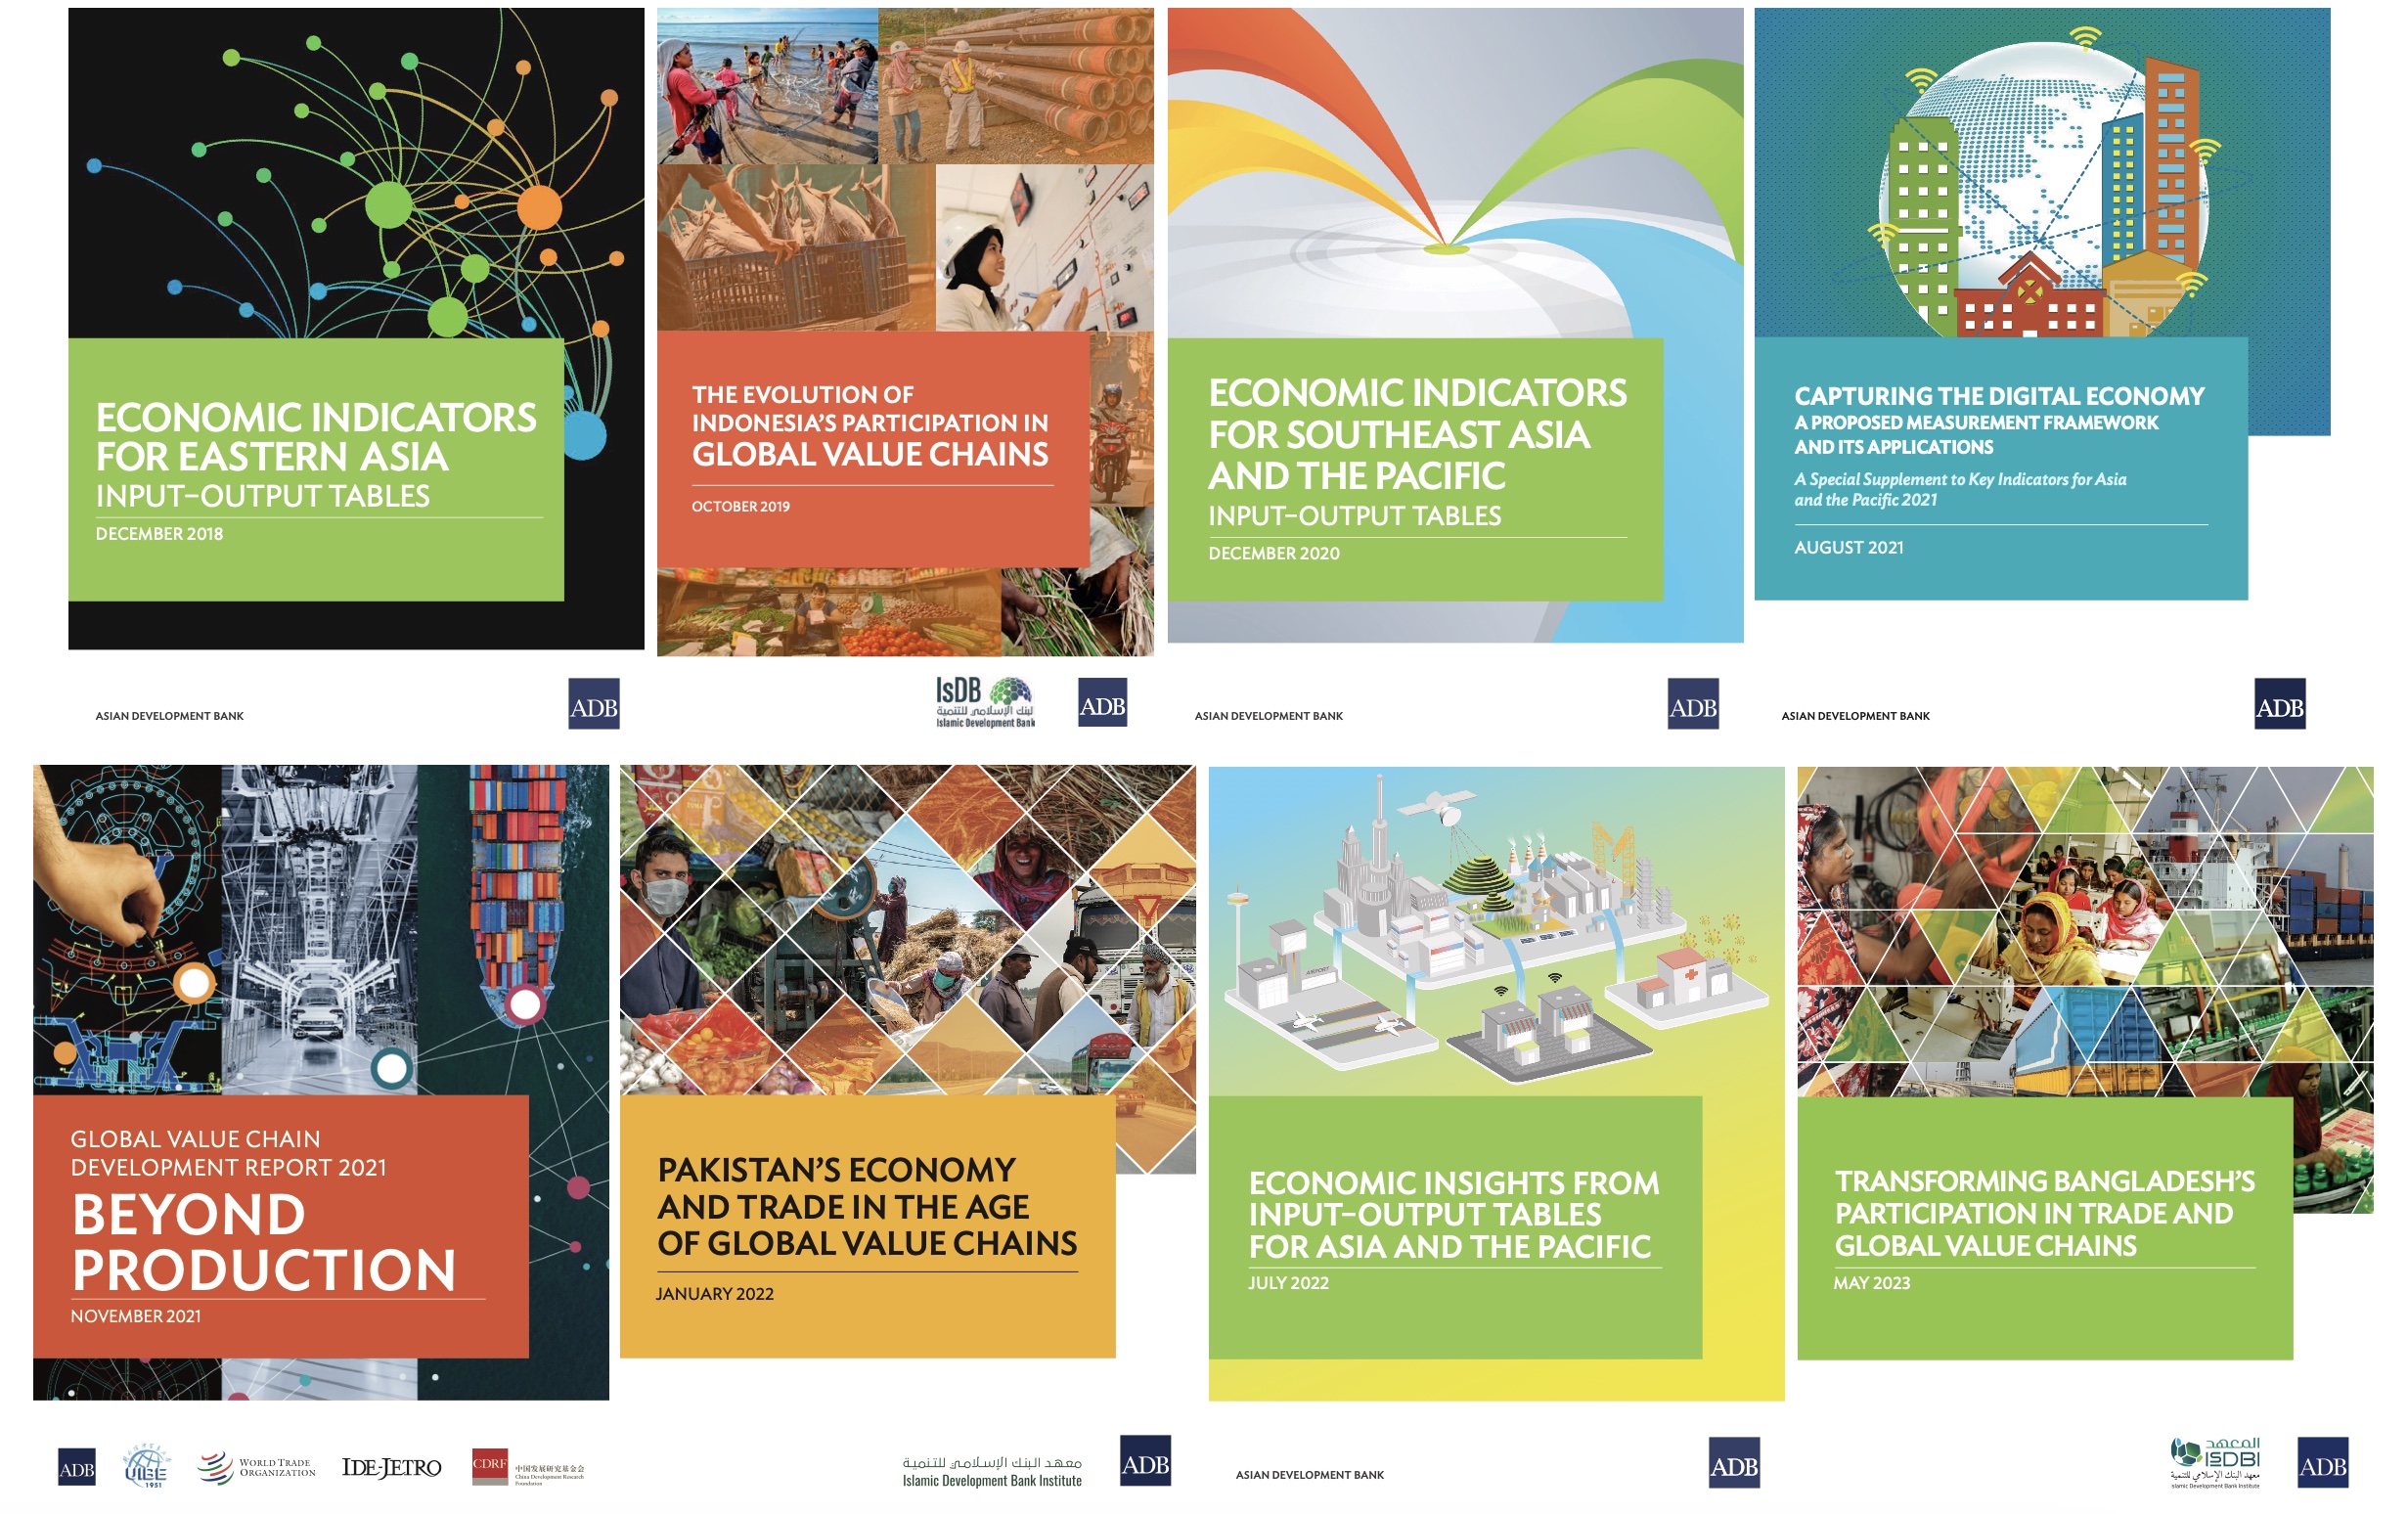 ECONOMIC INDICATORS
FOR EASTERN ASIA
INPUT–OUTPUT TABLES
DECEMBER 2018
ASIAN DEVELOPMENT BANK
ADB
THE EVOLUTION OF
INDONESIA'S PARTICIPATION IN
GLOBAL VALUE CHAINS
OCTOBER 2019
IsDB
البنك الإسلامي للتنمية
Islamic Development Bank
ADB
ECONOMIC INDICATORS
FOR SOUTHEAST ASIA
AND THE PACIFIC
INPUT–OUTPUT TABLES
DECEMBER 2020
ASIAN DEVELOPMENT BANK
ADB
CAPTURING THE DIGITAL ECONOMY
A PROPOSED MEASUREMENT FRAMEWORK
AND ITS APPLICATIONS
A Special Supplement to Key Indicators for Asia
and the Pacific 2021
AUGUST 2021
ASIAN DEVELOPMENT BANK
ADB
GLOBAL VALUE CHAIN
DEVELOPMENT REPORT 2021
BEYOND
PRODUCTION
NOVEMBER 2021
ADB
UIBE
1951
WORLD TRADE
ORGANIZATION
IDE-JETRO
CDRF
中国发展研究基金会
China Development Research
Foundation
PAKISTAN'S ECONOMY
AND TRADE IN THE AGE
OF GLOBAL VALUE CHAINS
JANUARY 2022
معهد البنك الإسلامي للتنمية
Islamic Development Bank Institute
ADB
ECONOMIC INSIGHTS FROM
INPUT–OUTPUT TABLES
FOR ASIA AND THE PACIFIC
JULY 2022
ASIAN DEVELOPMENT BANK
ADB
TRANSFORMING BANGLADESH'S
PARTICIPATION IN TRADE AND
GLOBAL VALUE CHAINS
MAY 2023
المعهد
ISDBI
معهد البنك الإسلامي للتنمية
Islamic Development Bank Institute
ADB